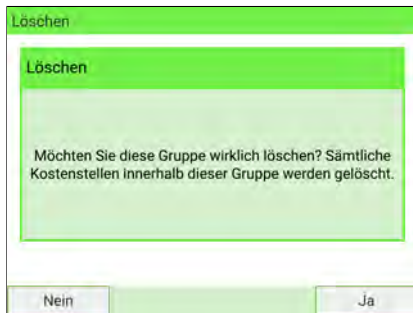 Löschen
Löschen
Möchten Sie diese Gruppe wirklich löschen? Sämtliche
Kostenstellen innerhalb dieser Gruppe werden gelöscht.
Nein
Ja